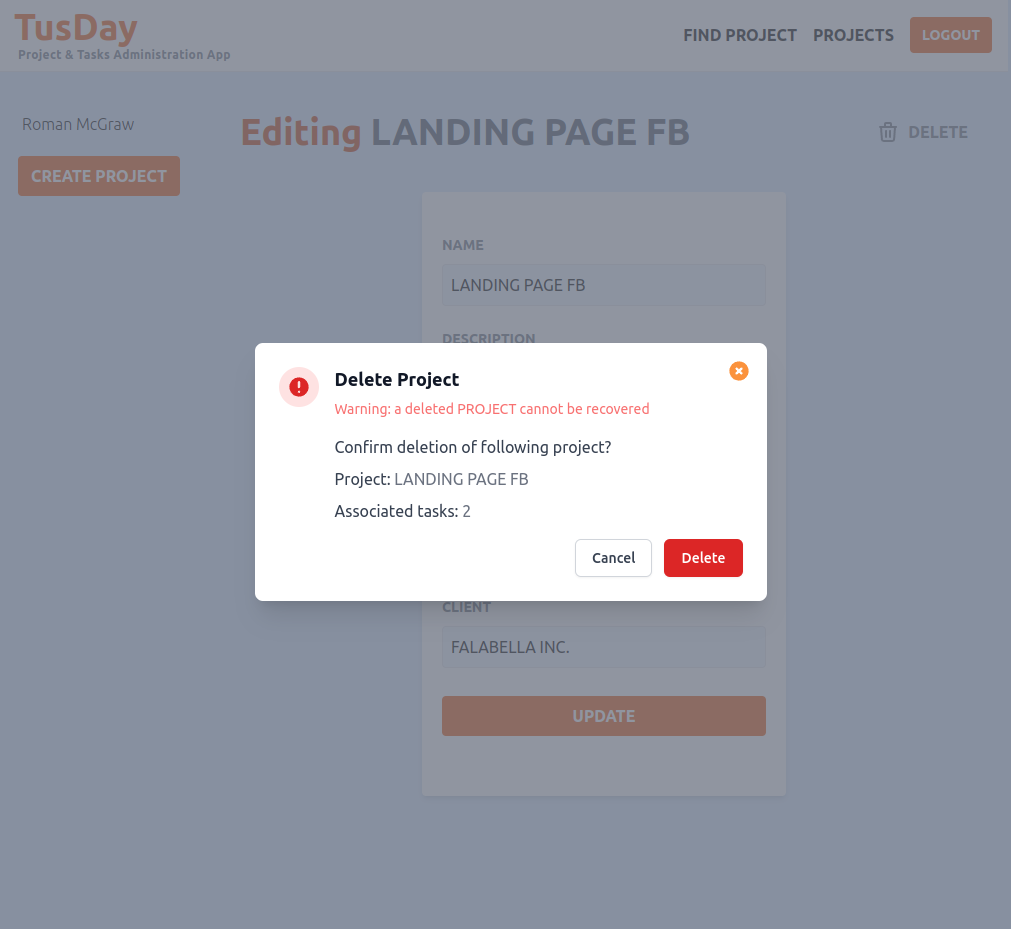 TusDay
Project & Tasks Administration App
FIND PROJECT
PROJECTS
LOGOUT
Roman McGraw
CREATE PROJECT
Editing LANDING PAGE FB
DELETE
NAME
LANDING PAGE FB
DESCRIPTION
Delete Project
Warning: a deleted PROJECT cannot be recovered
Confirm deletion of following project?
Project: LANDING PAGE FB
Associated tasks: 2
Cancel
Delete
CLIENT
FALABELLA INC.
UPDATE